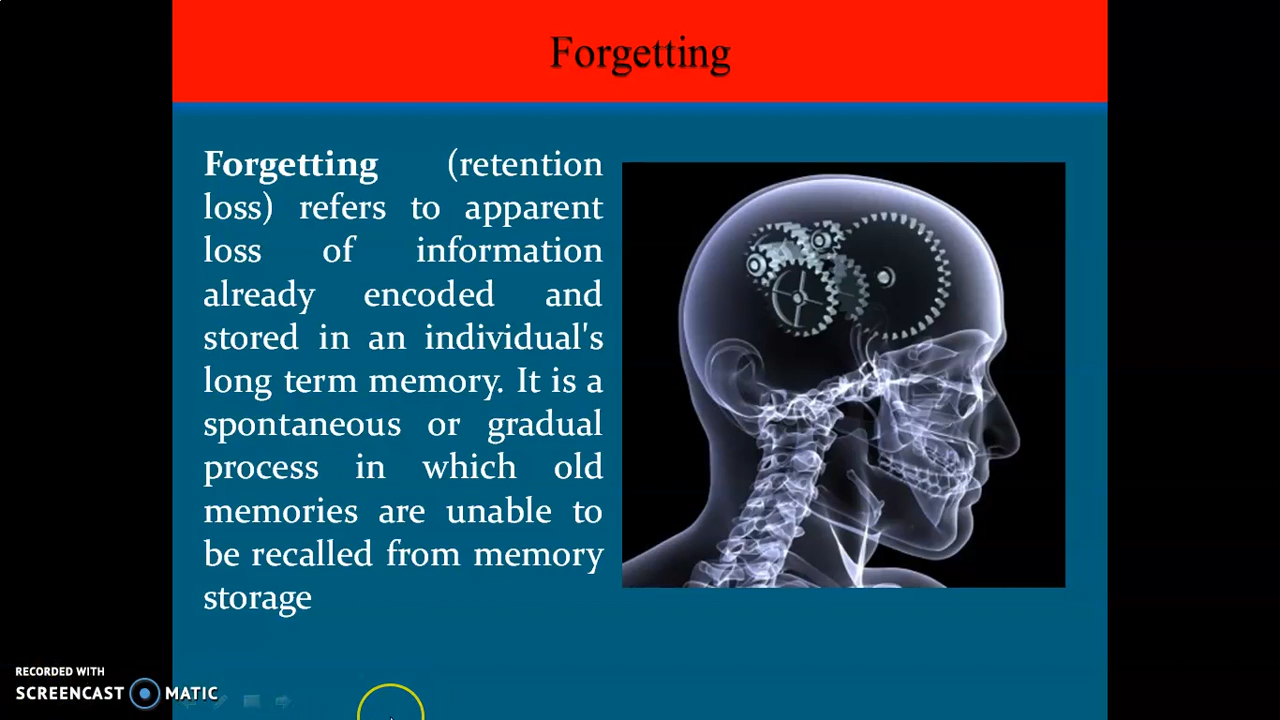 Forgetting
Forgetting (retention
loss) refers to apparent
loss of information
already encoded and
stored in an individual's
long term memory. It is a
spontaneous or gradual
process in which old
memories are unable to
be recalled from memory
storage
RECORDED WITH
SCREENCAST MATIC